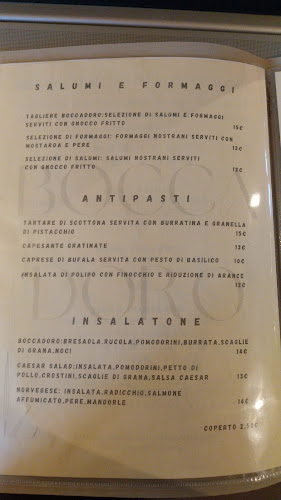 SALUMI E FORMAGGI
TAGLIERE BOCCADORO:SELEZIONE DI SALUMI E FORMAGGI
SERVITI CON GNOCCO FRITTO
15€
SELEZIONE DI FORMAGGI: FORMAGGI NOSTRANI SERVITI CON
MOSTARDA E PERE
12€
SELEZIONE DI SALUMI: SALUMI NOSTRANI SERVITI
CON GNOCCO FRITTO
12€
BOCCA
ANTIPASTI
TARTARE DI SCOTTONA SERVITA CON BURRATINA E GRANELLA
DI PISTACCHIO
15€
CAPESANTE GRATINATE
13€
CAPRESE DI BUFALA SERVITA CON PESTO DI BASILICO 10€
INSALATA DI POLIPO CON FINOCCHIO E RIDUZIONE DI ARANCE
DORO
INSALATONE
BOCCADORO:BRESAOLA,RUCOLA,POMODORINI,BURRATA,SCAGLIE
DI GRANA,NOCI
14€
CAESAR SALAD:INSALATA,POMODORINI,PETTO DI
POLLO,CROSTINI,SCAGLIE DI GRANA,SALSA CAESAR
13€
NORVEGESE: INSALATA,RADICCHIO,SALMONE
AFFUMICATO,PERE,MANDORLE
14€
COPERTO 2,50€